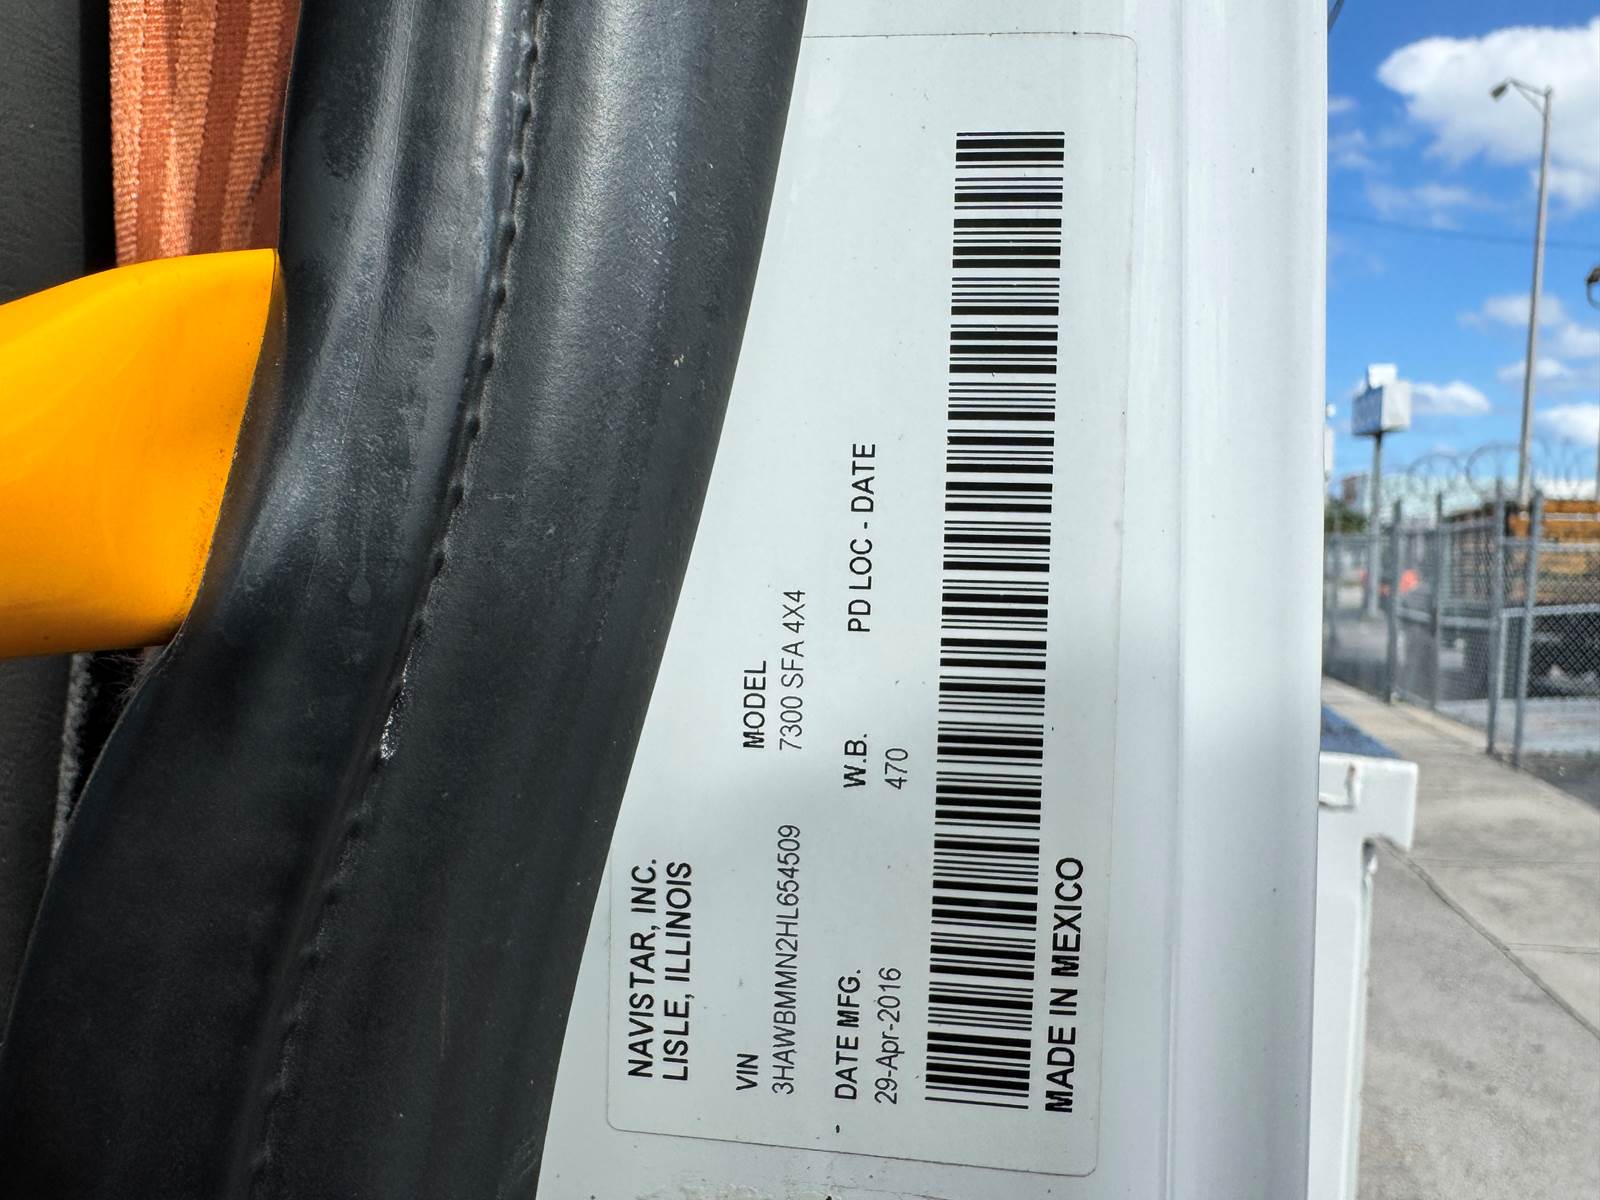 NAVISTAR, INC.
LISLE, ILLINOIS
VIN MODEL
3HAWBMMN2HL654509 7300 SFA 4X4
- DATE MFG. W.B. PD LOC - DATE
29-Apr-2016 470
MADE IN MEXICO